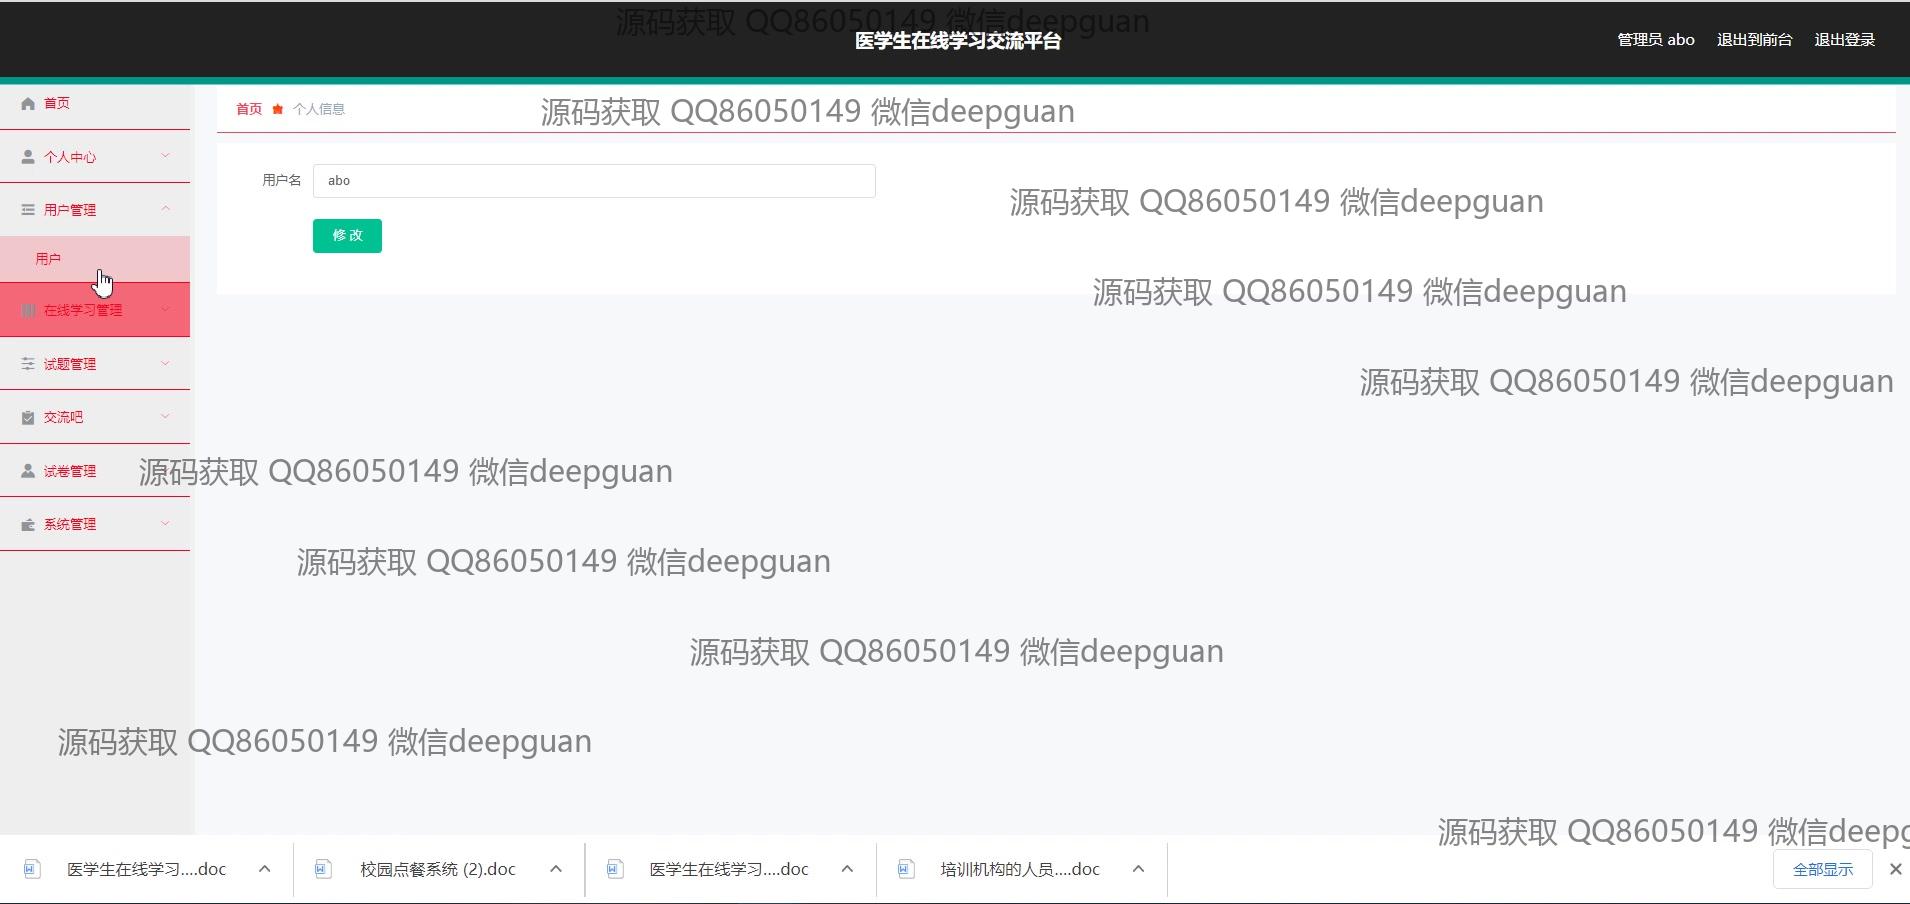 源码获取 QQ86050149 微信deepguan
医学生在线学习交流平台
管理员 abo 退出到前台 退出登录
首页
首页 个人信息
源码获取 QQ86050149 微信deepguan
个人中心
用户名 abo
源码获取 QQ86050149 微信deepguan
用户管理
修 改
用户
源码获取 QQ86050149 微信deepguan
在线学习管理
试题管理
源码获取 QQ86050149 微信deepguan
交流吧
试卷管理
源码获取 QQ86050149 微信deepguan
系统管理
源码获取 QQ86050149 微信deepguan
源码获取 QQ86050149 微信deepguan
源码获取 QQ86050149 微信deepguan
源码获取 QQ86050149 微信deepg
医学生在线学习....doc 校园点餐系统 (2).doc 医学生在线学习....doc 培训机构的人员....doc 全部显示